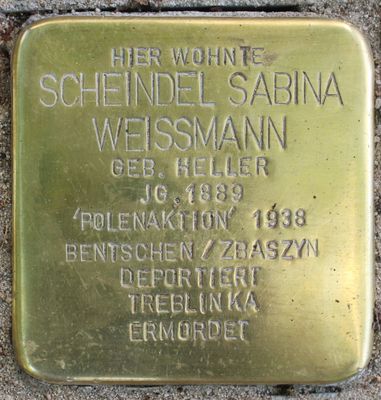 HIER WOHNTE
SCHEINDEL SABINA
WEISSMANN
GEB. HELLER
JG. 1889
'POLENAKTION' 1938
BENTSCHEN / ZBASZYN
DEPORTIERT
TREBLINKA
ERMORDET